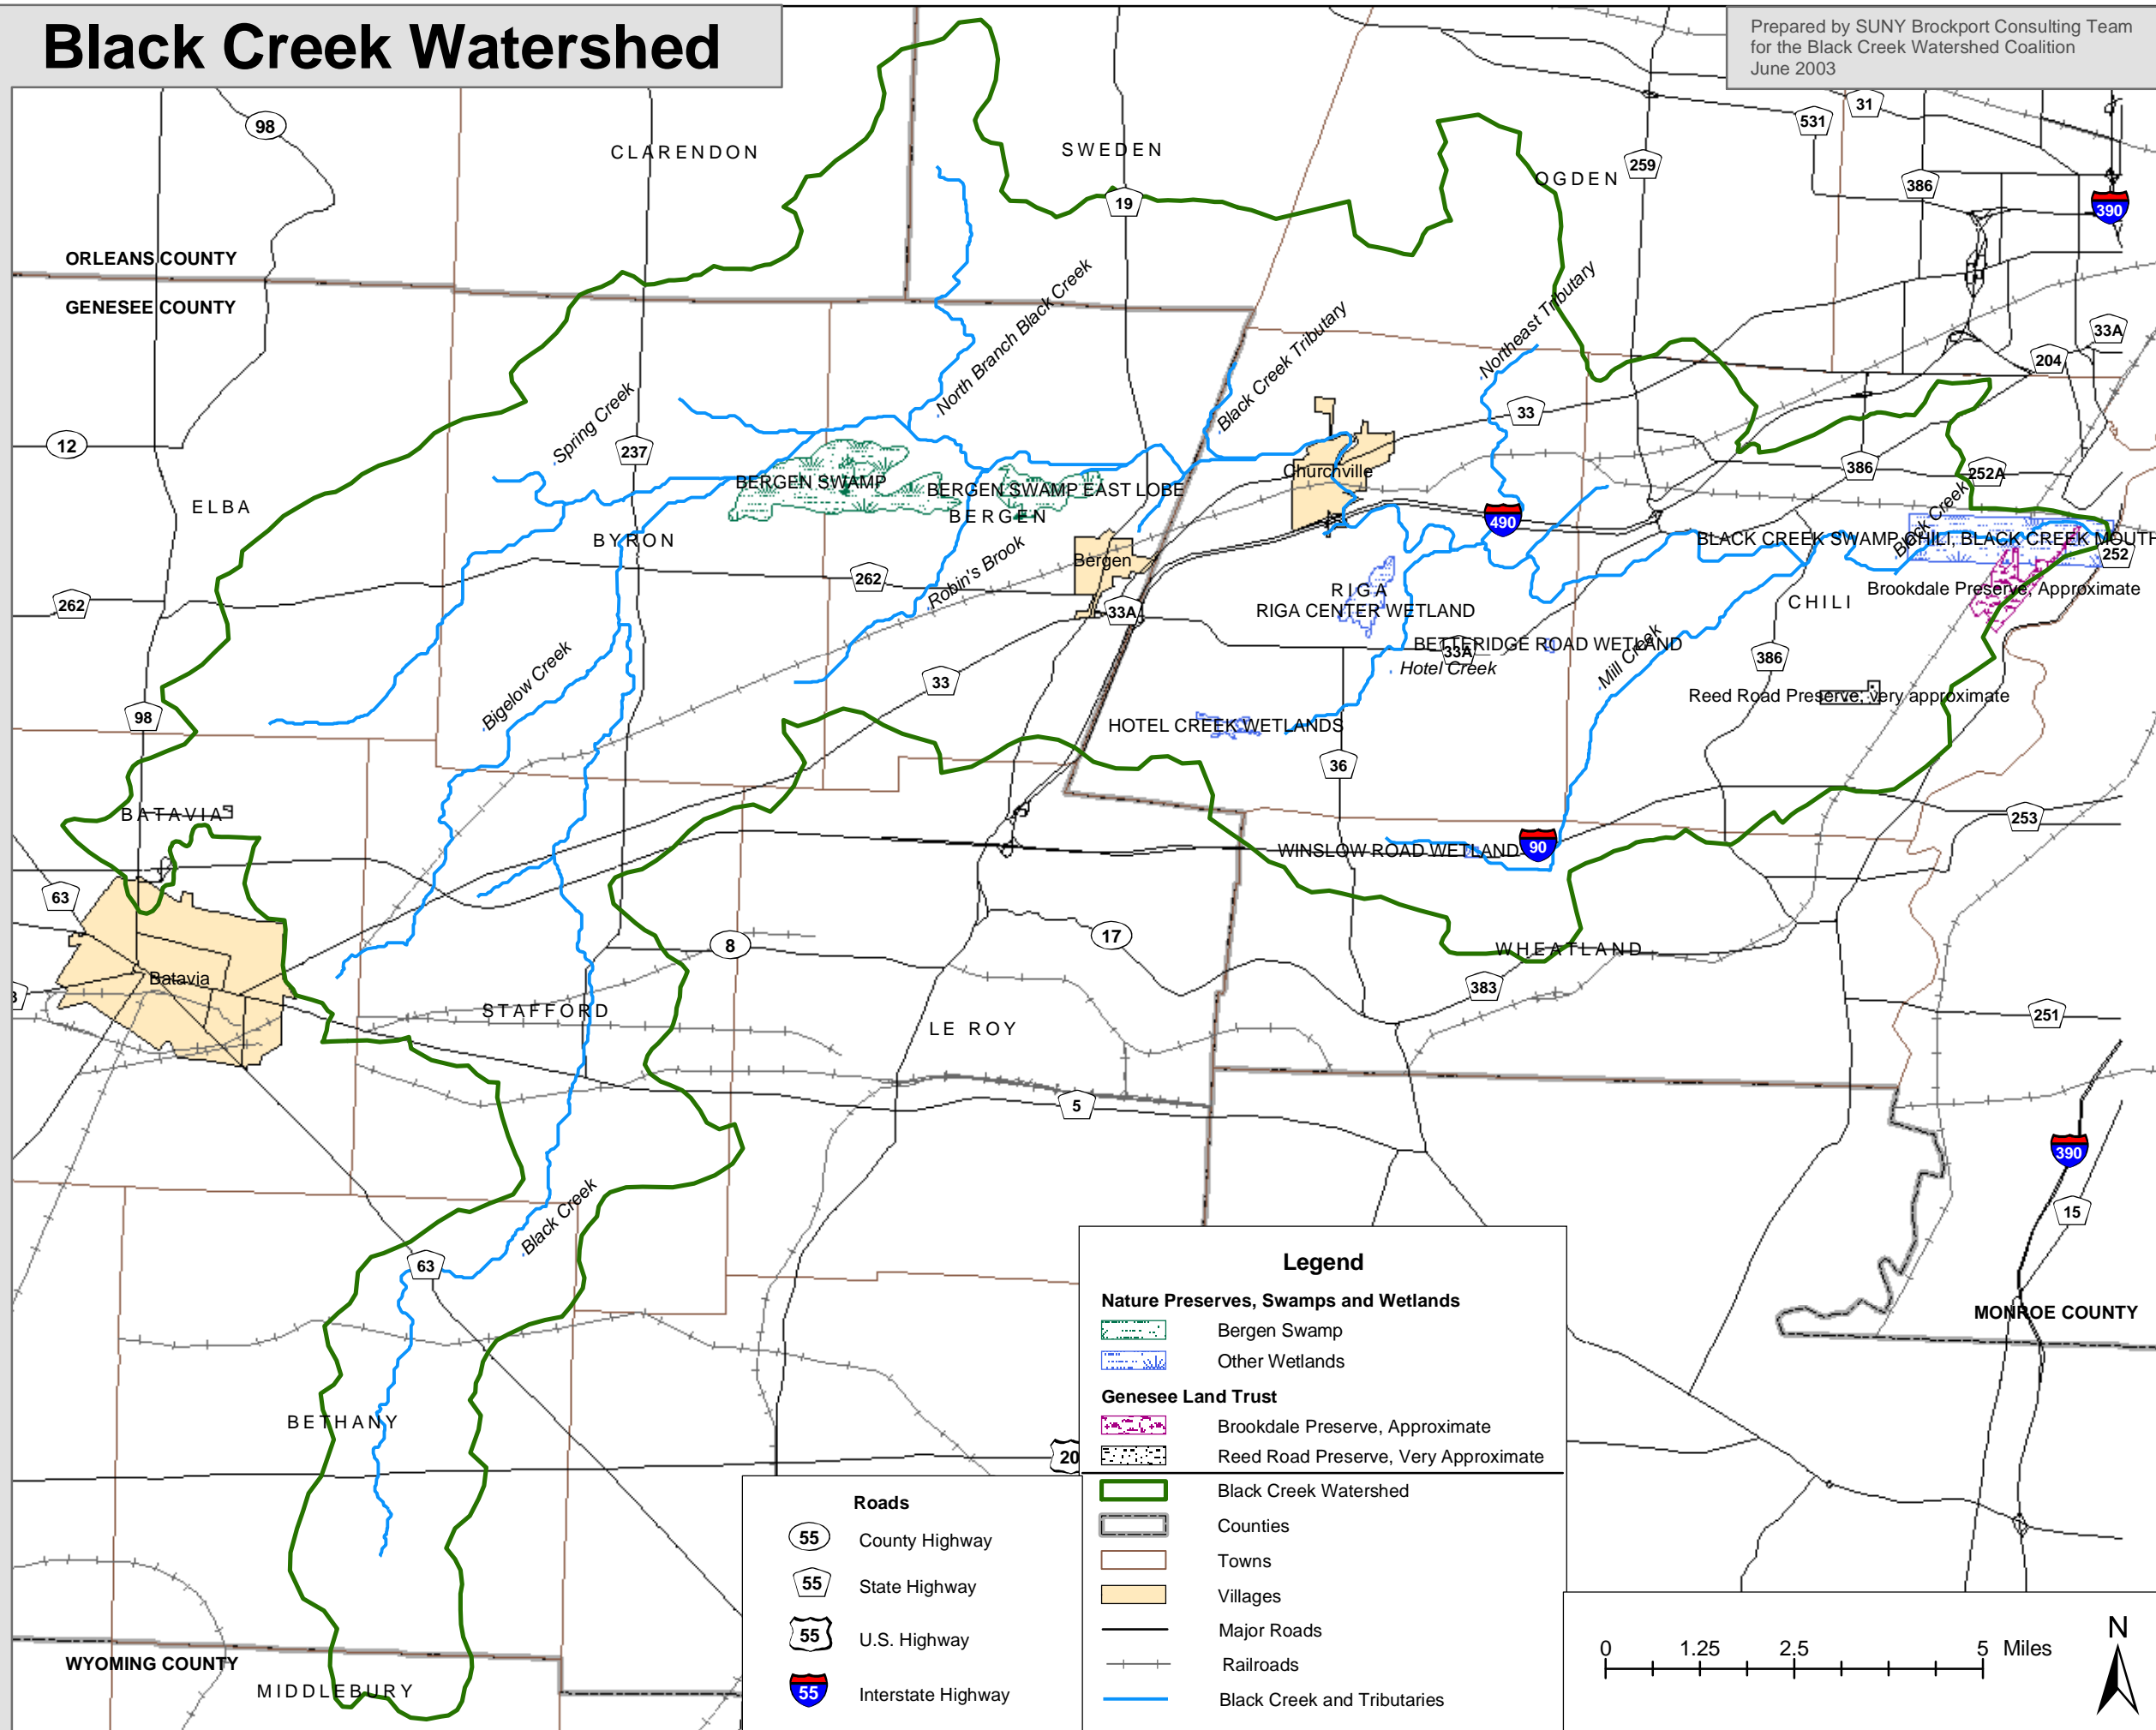 Black Creek Watershed
Prepared by SUNY Brockport Consulting Team
for the Black Creek Watershed Coalition
June 2003
98
CLARENDON
SWEDEN
OGDEN
259
531
31
386
390
19
ORLEANS COUNTY
GENESEE COUNTY
North Branch Black Creek
Black Creek Tributary
Northeast Tributary
33A
204
Spring Creek
12
237
33
Churchville
386
252A
BERGEN SWAMP
BERGEN SWAMP EAST LOBE
ELBA
BERGEN
490
Black Creek
BYRON
BLACK CREEK SWAMP, CHILI, BLACK CREEK MOUTH
252
Bergen
Robin's Brook
262
262
RIGA
RIGA CENTER WETLAND
Brookdale Preserve, Approximate
CHILI
33A
BETTERIDGE ROAD WETLAND
33A
Hotel Creek
Mill Creek
386
Bigelow Creek
33
Reed Road Preserve, very approximate
98
HOTEL CREEK WETLANDS
36
BATAVIA
253
WINSLOW ROAD WETLAND
90
63
8
17
WHEATLAND
Batavia
383
STAFFORD
LE ROY
251
5
390
Black Creek
15
63
MONROE COUNTY
BETHANY
20
WYOMING COUNTY
MIDDLEBURY
Legend
Nature Preserves, Swamps and Wetlands
Bergen Swamp
Other Wetlands
Genesee Land Trust
Brookdale Preserve, Approximate
Reed Road Preserve, Very Approximate
Black Creek Watershed
Counties
Towns
Villages
Major Roads
Railroads
Black Creek and Tributaries
Roads
55 County Highway
55 State Highway
55 U.S. Highway
55 Interstate Highway
0 1.25 2.5 5 Miles
N